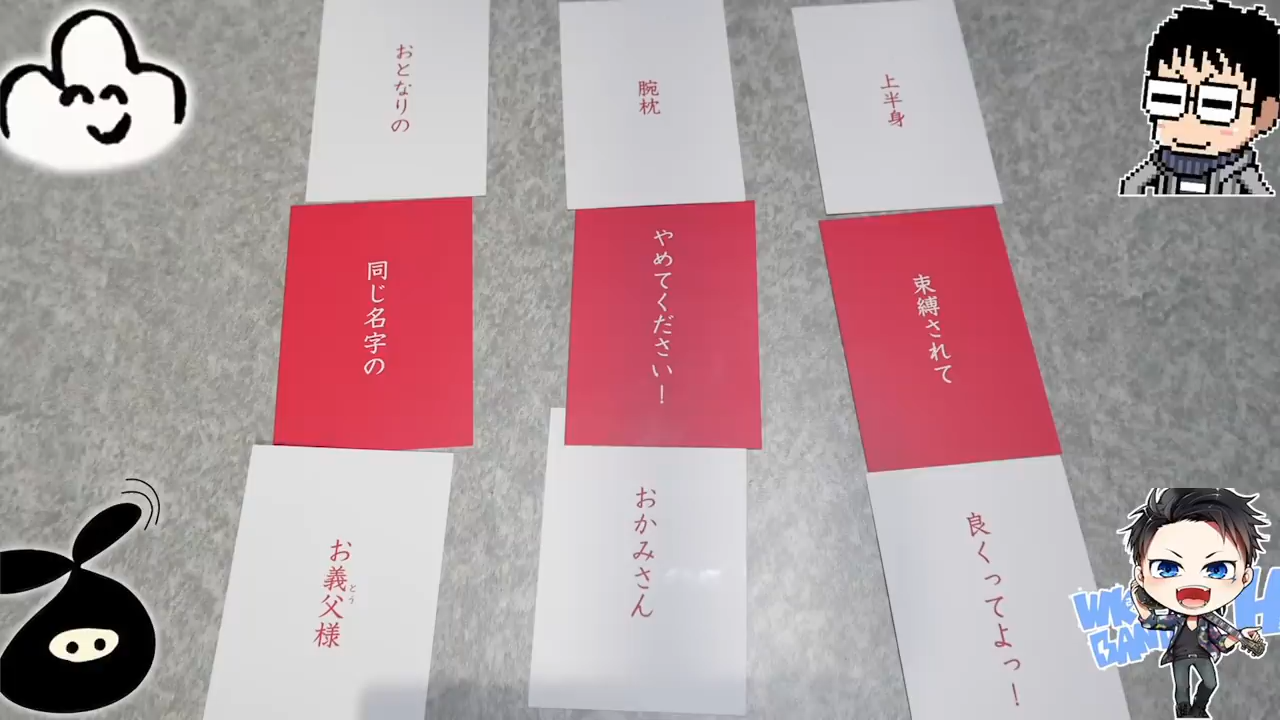 おとなりの
同じ名字の
お義父様
とう
腕枕
やめてください！
おかみさん
上半身
束縛されて
良くってよっ！